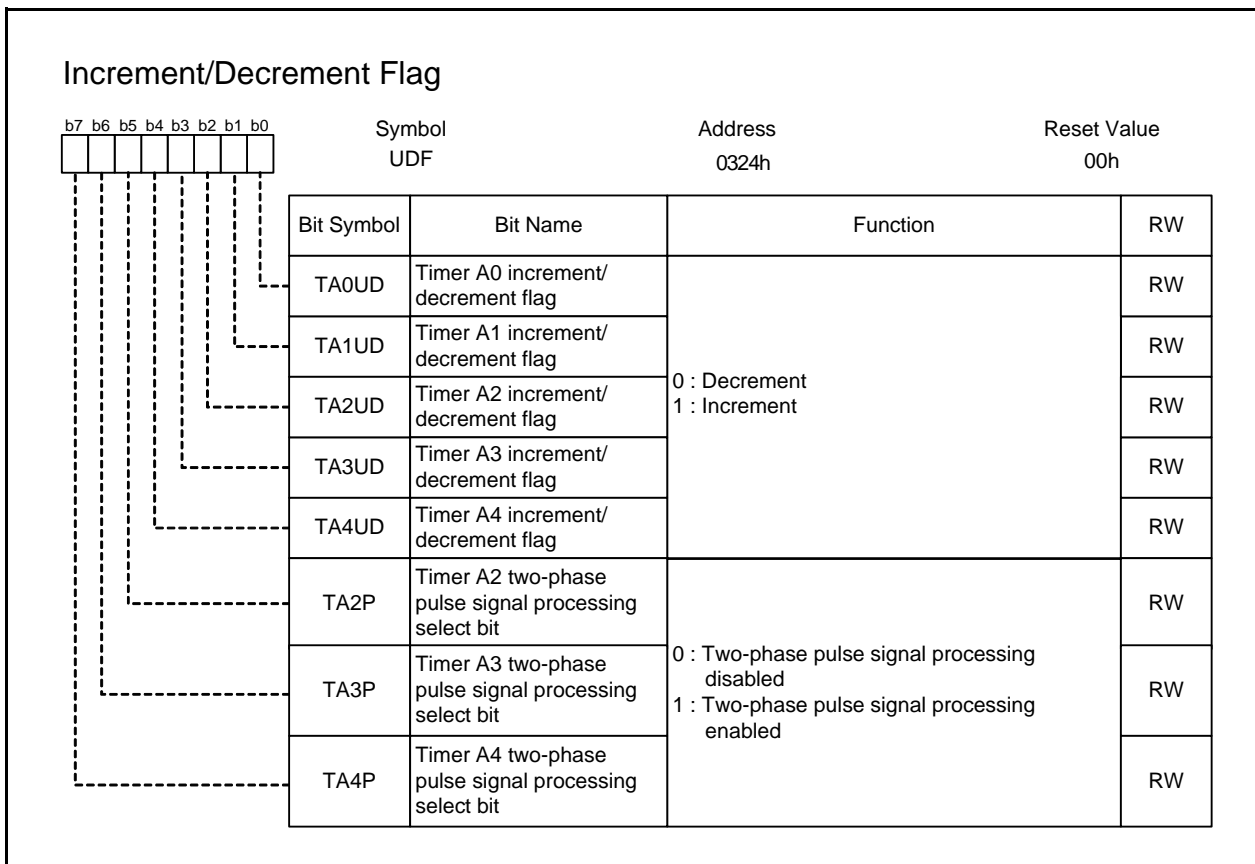 Increment/Decrement Flag
b7 b6 b5 b4 b3 b2 b1 b0
Symbol Address Reset Value
UDF 0324h 00h
Bit Symbol Bit Name Function RW
TA0UD Timer A0 increment/
decrement flag RW
TA1UD Timer A1 increment/
decrement flag RW
0 : Decrement
1 : Increment
TA2UD Timer A2 increment/
decrement flag RW
TA3UD Timer A3 increment/
decrement flag RW
TA4UD Timer A4 increment/
decrement flag RW
TA2P Timer A2 two-phase
pulse signal processing
select bit RW
0 : Two-phase pulse signal processing
disabled
1 : Two-phase pulse signal processing
enabled
TA3P Timer A3 two-phase
pulse signal processing
select bit RW
TA4P Timer A4 two-phase
pulse signal processing
select bit RW